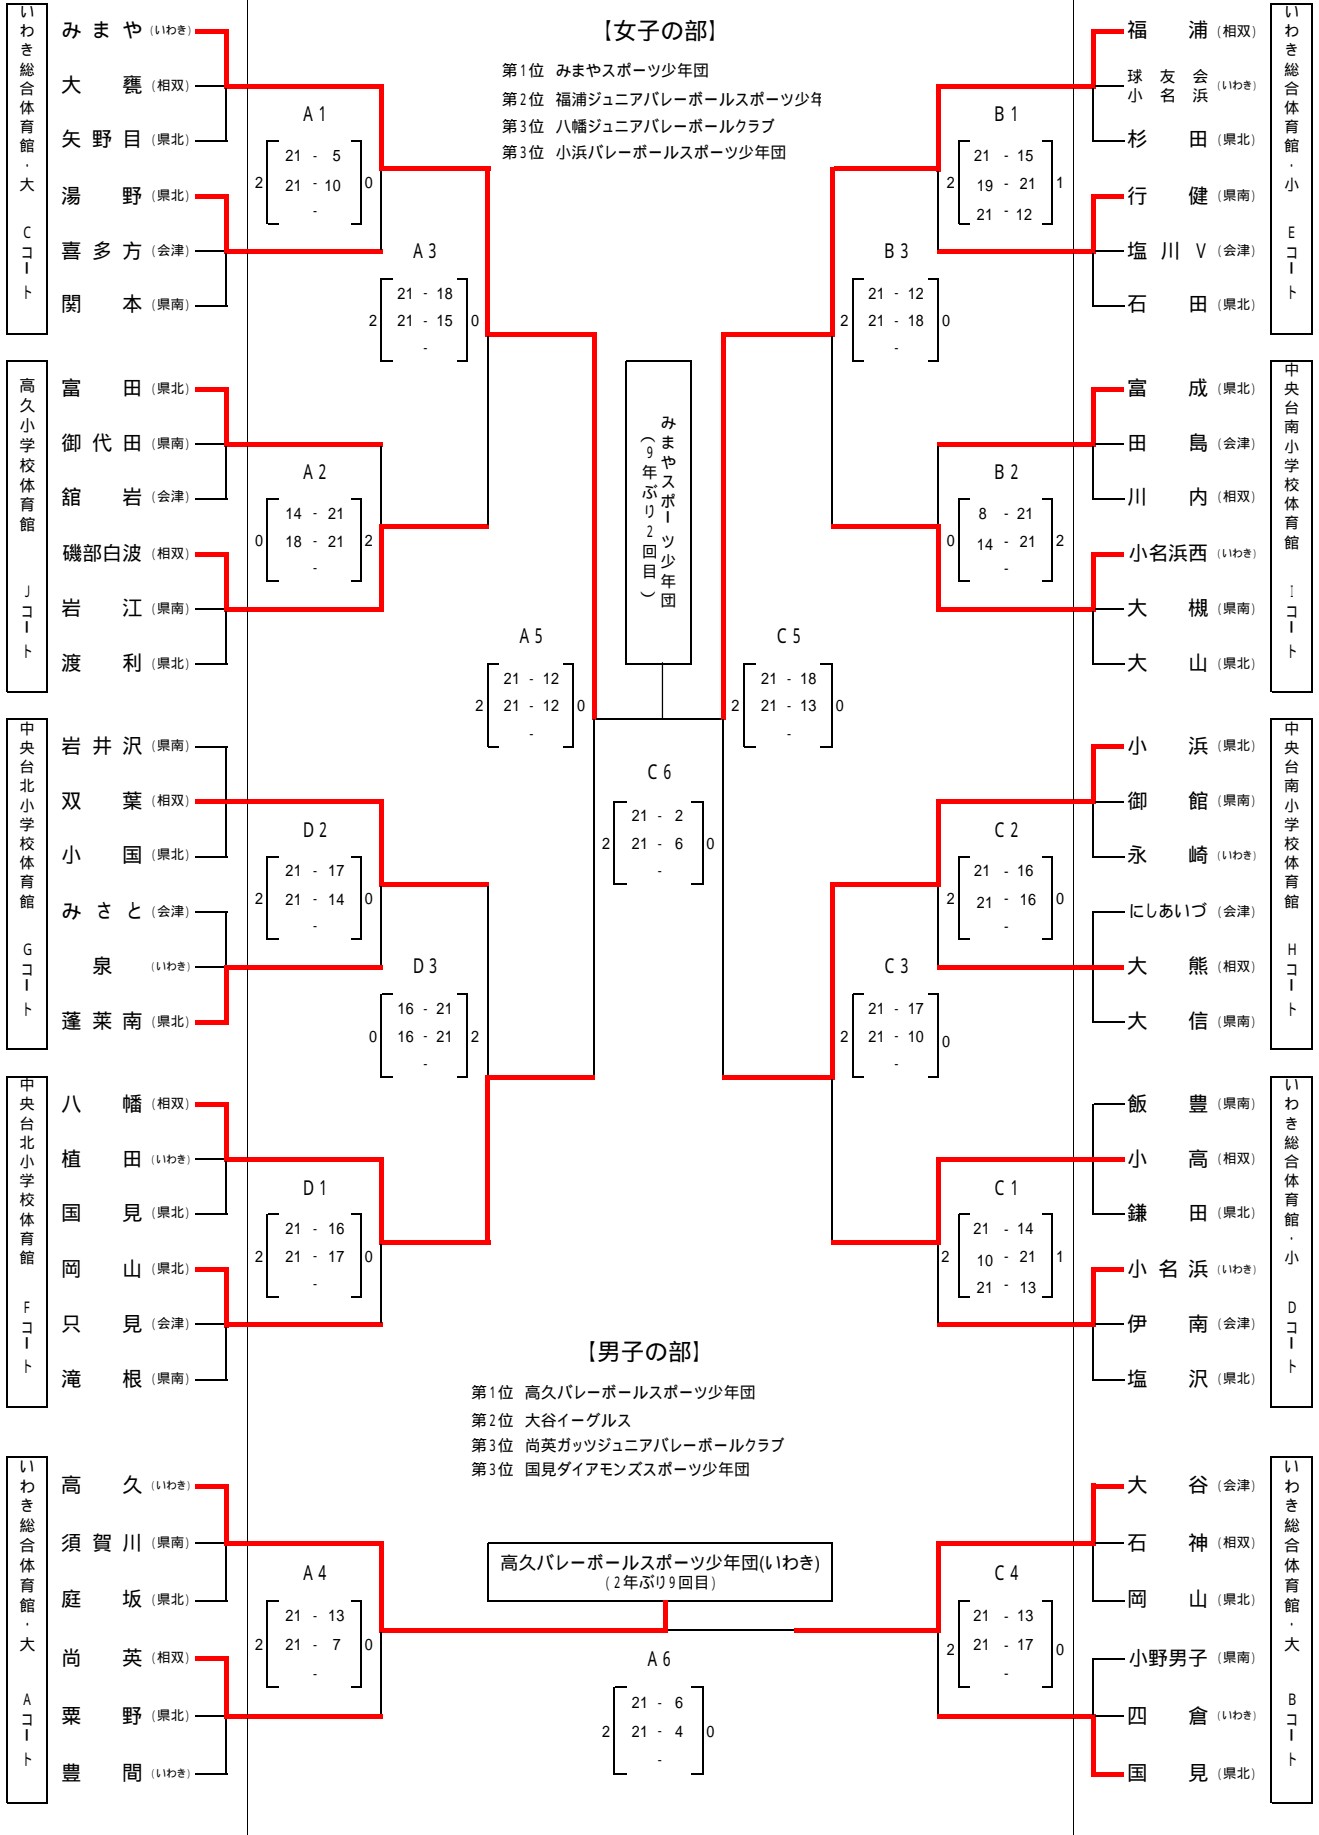 【女子の部】
第1位 みまやスポーツ少年団
第2位 福浦ジュニアバレーボールスポーツ少年
第3位 八幡ジュニアバレーボールクラブ
第3位 小浜バレーボールスポーツ少年団
いわき総合体育館・大 Cコート
みまや (いわき)
大甕 (相双)
矢野目 (県北)
湯野 (県北)
喜多方 (会津)
関本 (県南)
高久小学校体育館 Jコート
富田 (県北)
御代田 (県南)
舘岩 (会津)
磯部白波 (相双)
岩江 (県南)
渡利 (県北)
中央台北小学校体育館 Gコート
岩井沢 (県南)
双葉 (相双)
小国 (県北)
みさと (会津)
泉 (いわき)
蓬莱南 (県北)
中央台北小学校体育館 Fコート
八幡 (相双)
植田 (いわき)
国見 (県北)
岡山 (県北)
只見 (会津)
滝根 (県南)
A1
21 - 5
2 21 - 10 0
-
A3
21 - 18
2 21 - 15 0
-
A2
14 - 21
0 18 - 21 2
-
A5
21 - 12
2 21 - 12 0
-
D2
21 - 17
2 21 - 14 0
-
D3
16 - 21
0 16 - 21 2
-
D1
21 - 16
2 21 - 17 0
-
みまやスポーツ少年団
(9年ぶり2回目)
C6
21 - 2
2 21 - 6 0
-
B1
21 - 15
2 19 - 21 1
21 - 12
B3
21 - 12
2 21 - 18 0
-
B2
8 - 21
0 14 - 21 2
-
C5
21 - 18
2 21 - 13 0
-
C2
21 - 16
2 21 - 16 0
-
C3
21 - 17
2 21 - 10 0
-
C1
21 - 14
2 10 - 21 1
21 - 13
福浦 (相双)
球友会
小名浜 (いわき)
杉田 (県北)
行健 (県南)
塩川V (会津)
石田 (県北)
いわき総合体育館・小 Eコート
富成 (県北)
田島 (会津)
川内 (相双)
小名浜西 (いわき)
大槻 (県南)
大山 (県北)
中央台南小学校体育館 Iコート
小浜 (県北)
御館 (県南)
永崎 (いわき)
にしあいづ (会津)
大熊 (相双)
大信 (県南)
中央台南小学校体育館 Hコート
飯豊 (県南)
小高 (相双)
鎌田 (県北)
小名浜 (いわき)
伊南 (会津)
塩沢 (県北)
いわき総合体育館・小 Dコート
【男子の部】
第1位 高久バレーボールスポーツ少年団
第2位 大谷イーグルス
第3位 尚英ガッツジュニアバレーボールクラブ
第3位 国見ダイアモンズスポーツ少年団
いわき総合体育館・大 Aコート
高久 (いわき)
須賀川 (県南)
庭坂 (県北)
尚英 (相双)
粟野 (県北)
豊間 (いわき)
A4
21 - 13
2 21 - 7 0
-
高久バレーボールスポーツ少年団(いわき)
(2年ぶり9回目)
A6
21 - 6
2 21 - 4 0
-
C4
21 - 13
2 21 - 17 0
-
大谷 (会津)
石神 (相双)
岡山 (県北)
小野男子 (県南)
四倉 (いわき)
国見 (県北)
いわき総合体育館・大 Bコート